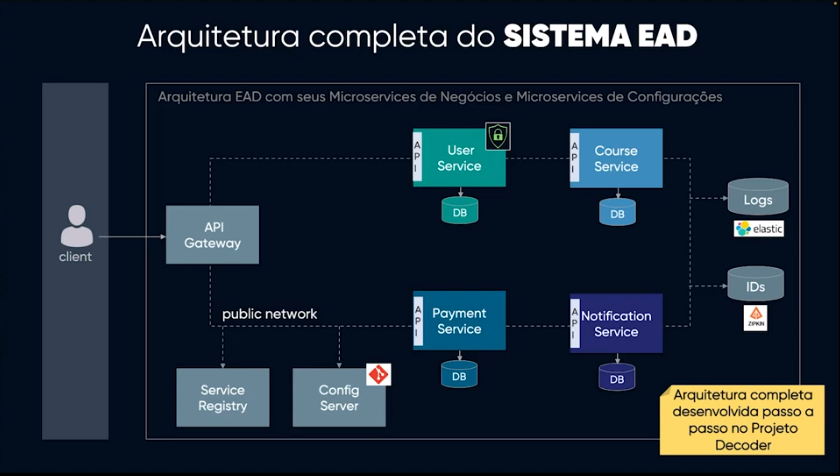 Arquitetura completa do SISTEMA EAD
Arquitetura EAD com seus Microservices de Negócios e Microservices de Configurações
client
API
Gateway
public network
Service
Registry
Config
Server
API
User
Service
DB
API
Course
Service
DB
API
Payment
Service
DB
API
Notification
Service
DB
Logs
elastic
IDs
ZIPKIN
Arquitetura completa
desenvolvida passo a
passo no Projeto
Decoder